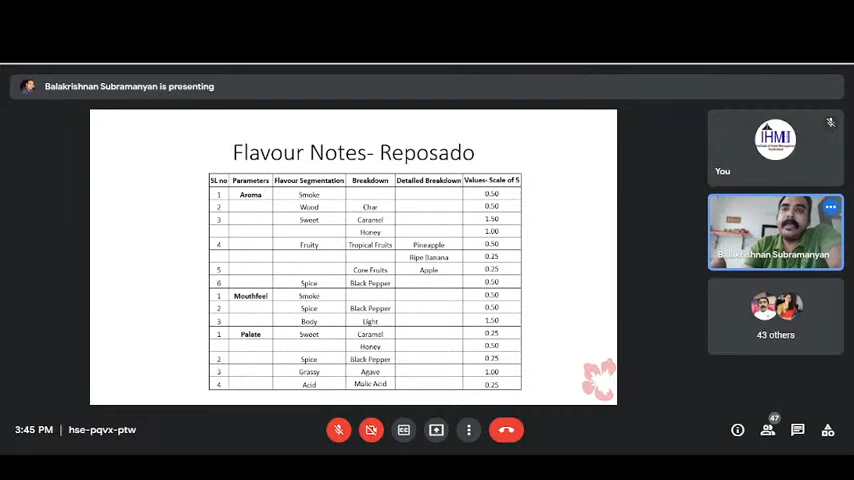 Balakrishnan Subramanyan is presenting
Flavour Notes- Reposado
SL no Parameters Flavour Segmentation Breakdown Detailed Breakdown Values- Scale of 5
1 Aroma Smoke 0.50
2 Wood Char 0.50
3 Sweet Caramel 1.50
Honey 1.00
4 Fruity Tropical Fruits Pineapple 0.50
Ripe Banana 0.25
5 Core Fruits Apple 0.25
6 Spice Black Pepper 0.50
1 Mouthfeel Smoke 0.50
2 Spice Black Pepper 0.50
3 Body Light 1.50
1 Palate Sweet Caramel 0.25
Honey 0.50
2 Spice Black Pepper 0.25
3 Grassy Agave 1.00
4 Acid Malic Acid 0.25
IHM
You
Balakrishnan Subramanyan
43 others
3:45 PM | hse-pqvx-ptw
47